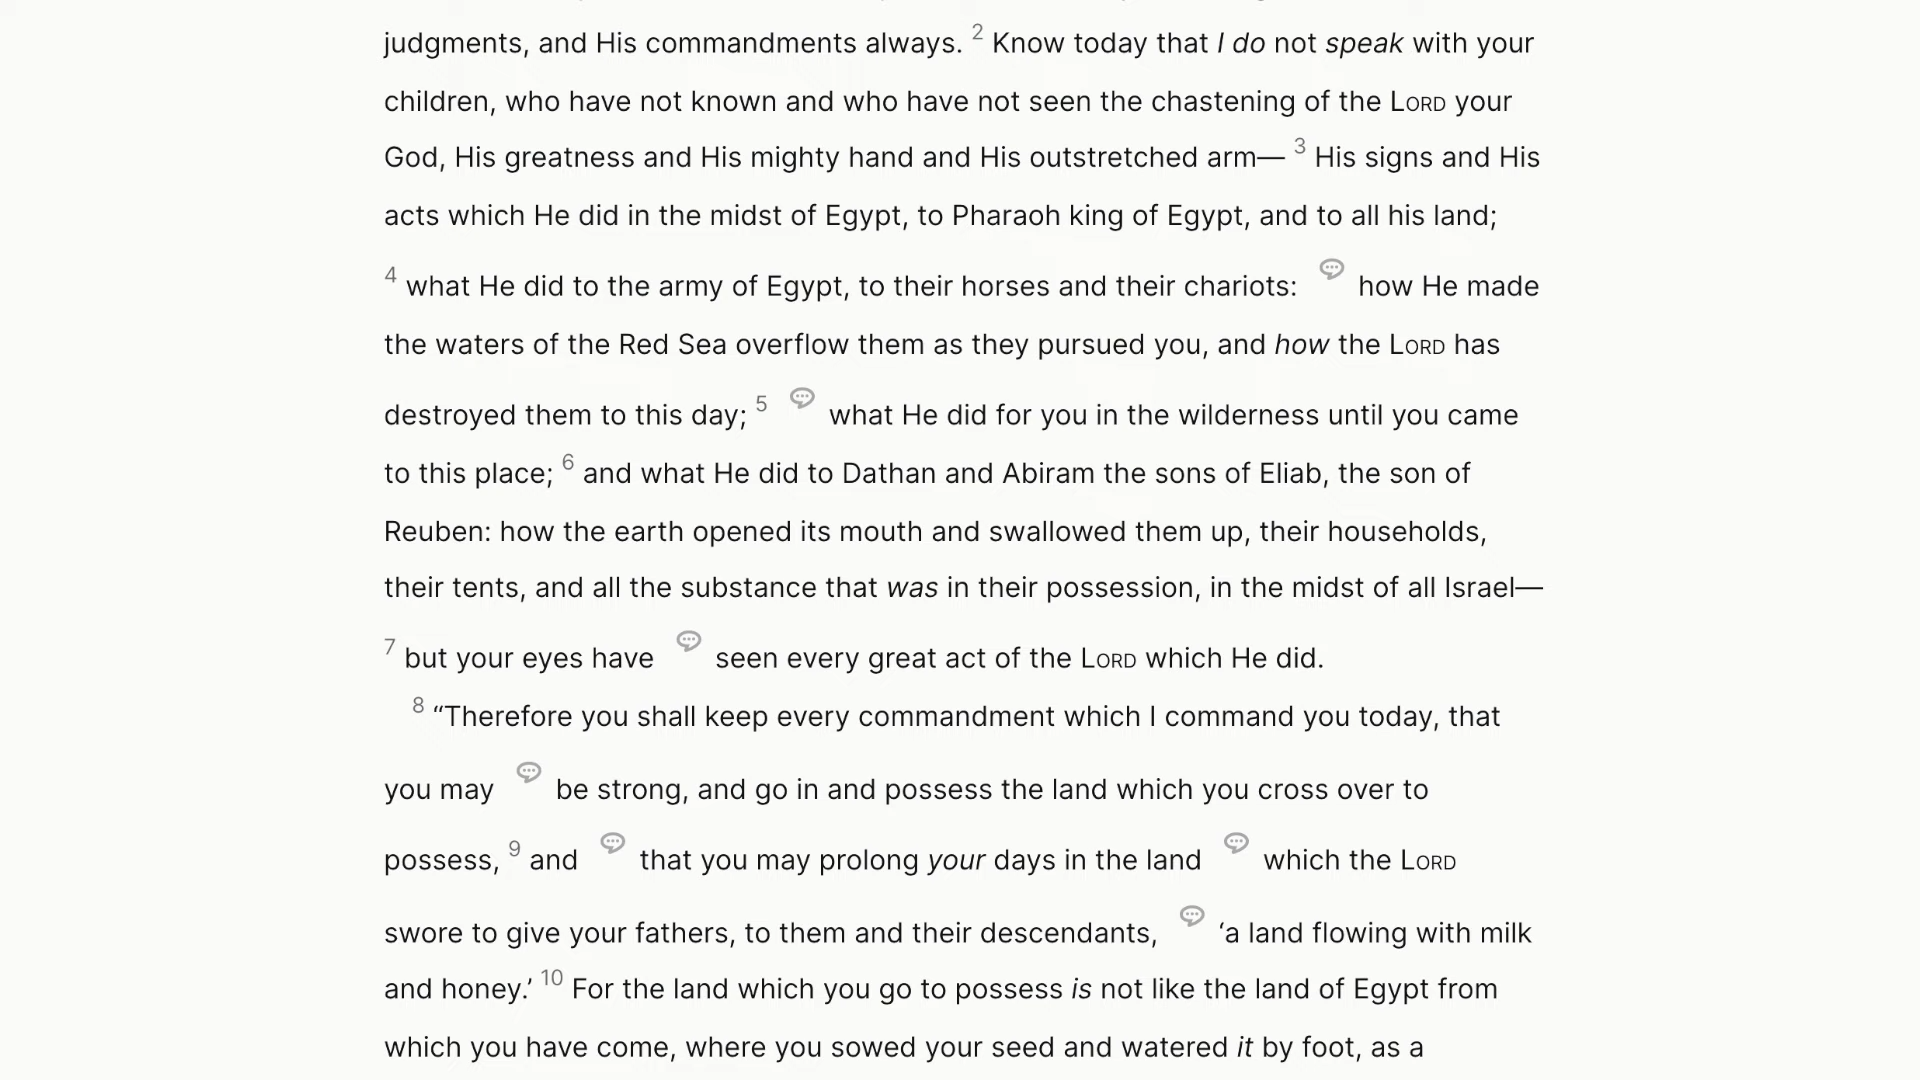 judgments, and His commandments always. 2 Know today that I do not speak with your
children, who have not known and who have not seen the chastening of the LORD your
God, His greatness and His mighty hand and His outstretched arm— 3 His signs and His
acts which He did in the midst of Egypt, to Pharaoh king of Egypt, and to all his land;
4 what He did to the army of Egypt, to their horses and their chariots: how He made
the waters of the Red Sea overflow them as they pursued you, and how the LORD has
destroyed them to this day; 5 what He did for you in the wilderness until you came
to this place; 6 and what He did to Dathan and Abiram the sons of Eliab, the son of
Reuben: how the earth opened its mouth and swallowed them up, their households,
their tents, and all the substance that was in their possession, in the midst of all Israel—
7 but your eyes have seen every great act of the LORD which He did.
8 “Therefore you shall keep every commandment which I command you today, that
you may be strong, and go in and possess the land which you cross over to
possess, 9 and that you may prolong your days in the land which the LORD
swore to give your fathers, to them and their descendants, ‘a land flowing with milk
and honey.’ 10 For the land which you go to possess is not like the land of Egypt from
which you have come, where you sowed your seed and watered it by foot, as a